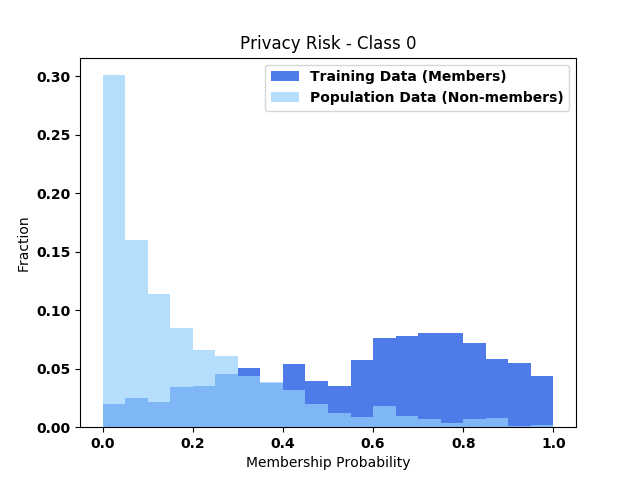 Privacy Risk - Class 0
Training Data (Members)
Population Data (Non-members)
Fraction
0.30
0.25
0.20
0.15
0.10
0.05
0.00
0.0 0.2 0.4 0.6 0.8 1.0
Membership Probability